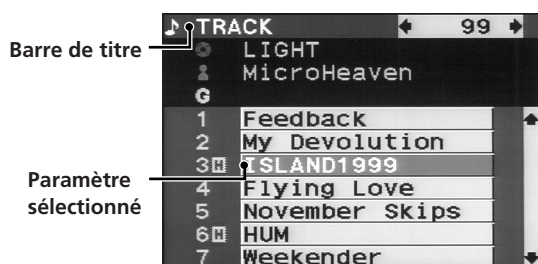 TRACK 99
Barre de titre
LIGHT
MicroHeaven
G
1 Feedback
2 My Devolution
3 H ISLAND1999
Paramètre
sélectionné
4 Flying Love
5 November Skips
6 H HUM
7 Weekender